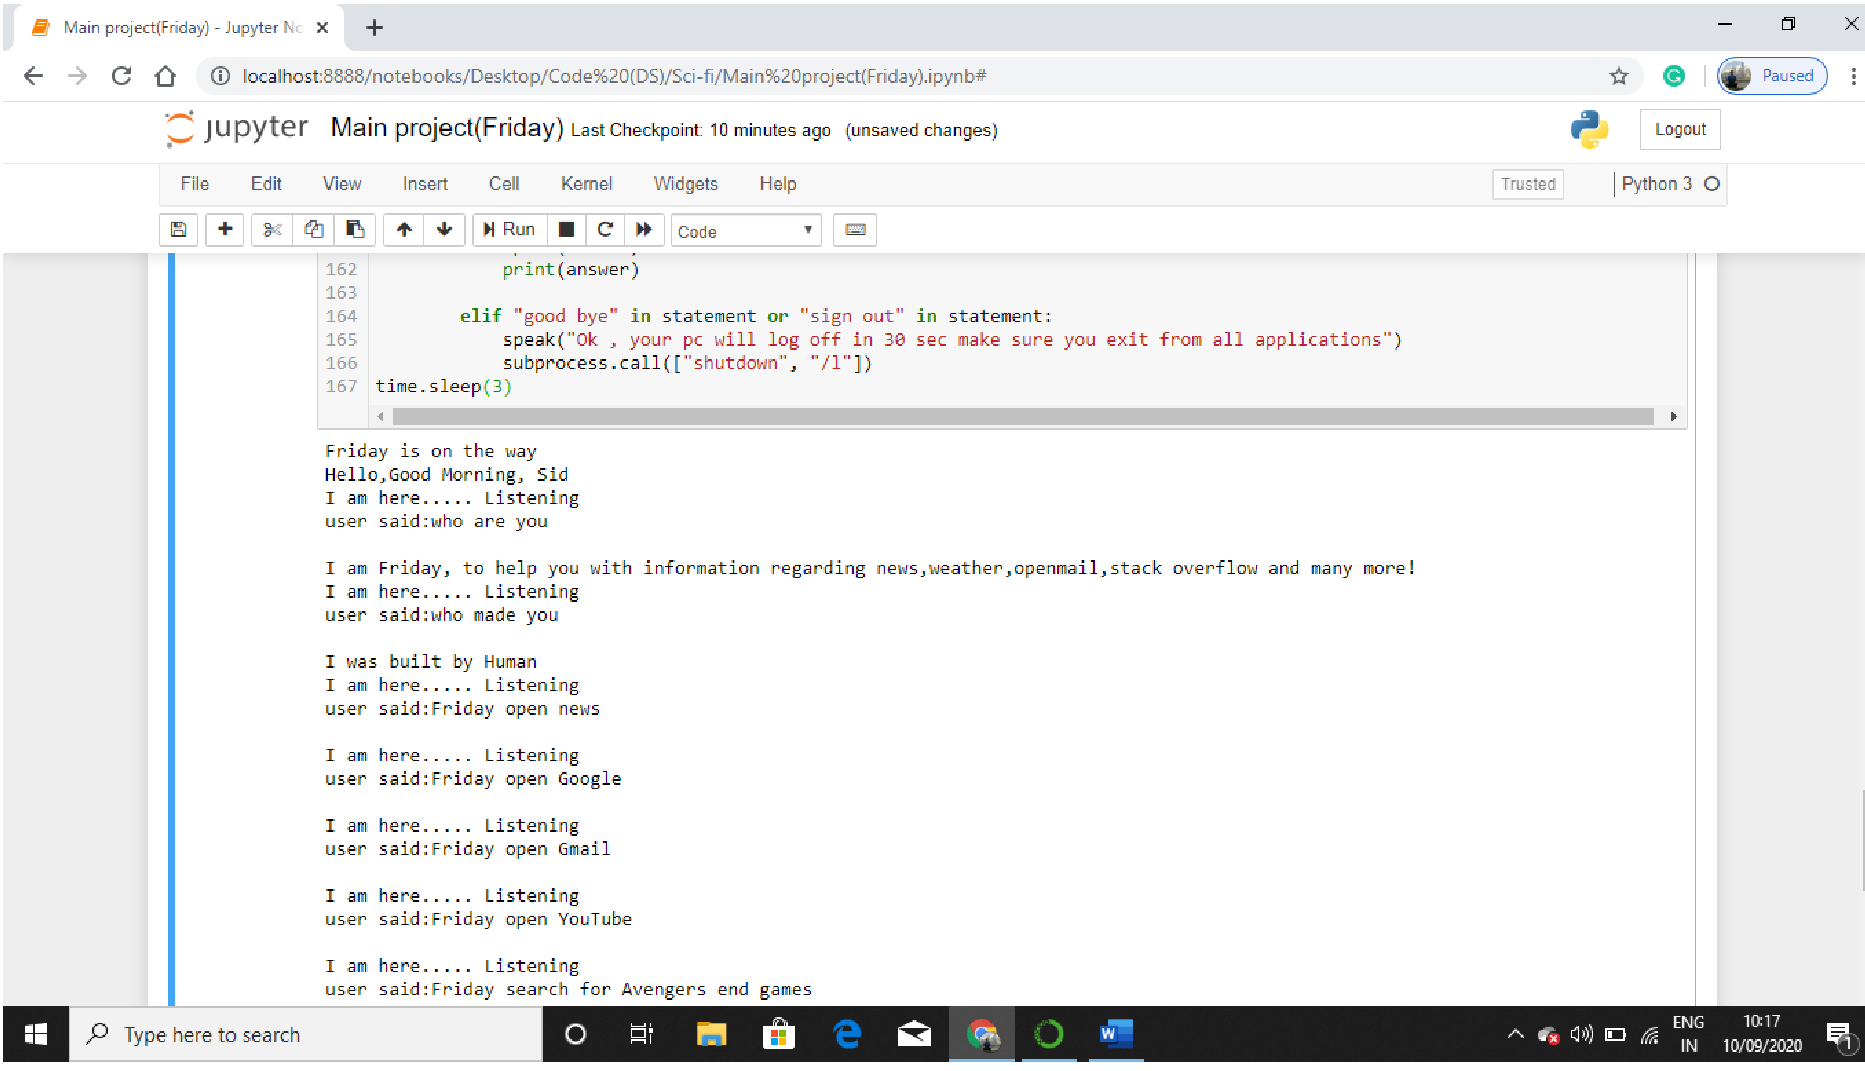 Main project(Friday) - Jupyter No
localhost:8888/notebooks/Desktop/Code%20(DS)/Sci-fi/Main%20project(Friday).ipynb#
Paused
jupyter Main project(Friday) Last Checkpoint: 10 minutes ago (unsaved changes)
Logout
File Edit View Insert Cell Kernel Widgets Help
Trusted
Python 3
Run
Code
162 print(answer)
163
164 elif "good bye" in statement or "sign out" in statement:
165 speak("Ok , your pc will log off in 30 sec make sure you exit from all applications")
166 subprocess.call(["shutdown", "/l"])
167 time.sleep(3)
Friday is on the way
Hello,Good Morning, Sid
I am here..... Listening
user said:who are you
I am Friday, to help you with information regarding news,weather,openmail,stack overflow and many more!
I am here..... Listening
user said:who made you
I was built by Human
I am here..... Listening
user said:Friday open news
I am here..... Listening
user said:Friday open Google
I am here..... Listening
user said:Friday open Gmail
I am here..... Listening
user said:Friday open YouTube
I am here..... Listening
user said:Friday search for Avengers end games
Type here to search
W
ENG
IN
10:17
10/09/2020
1